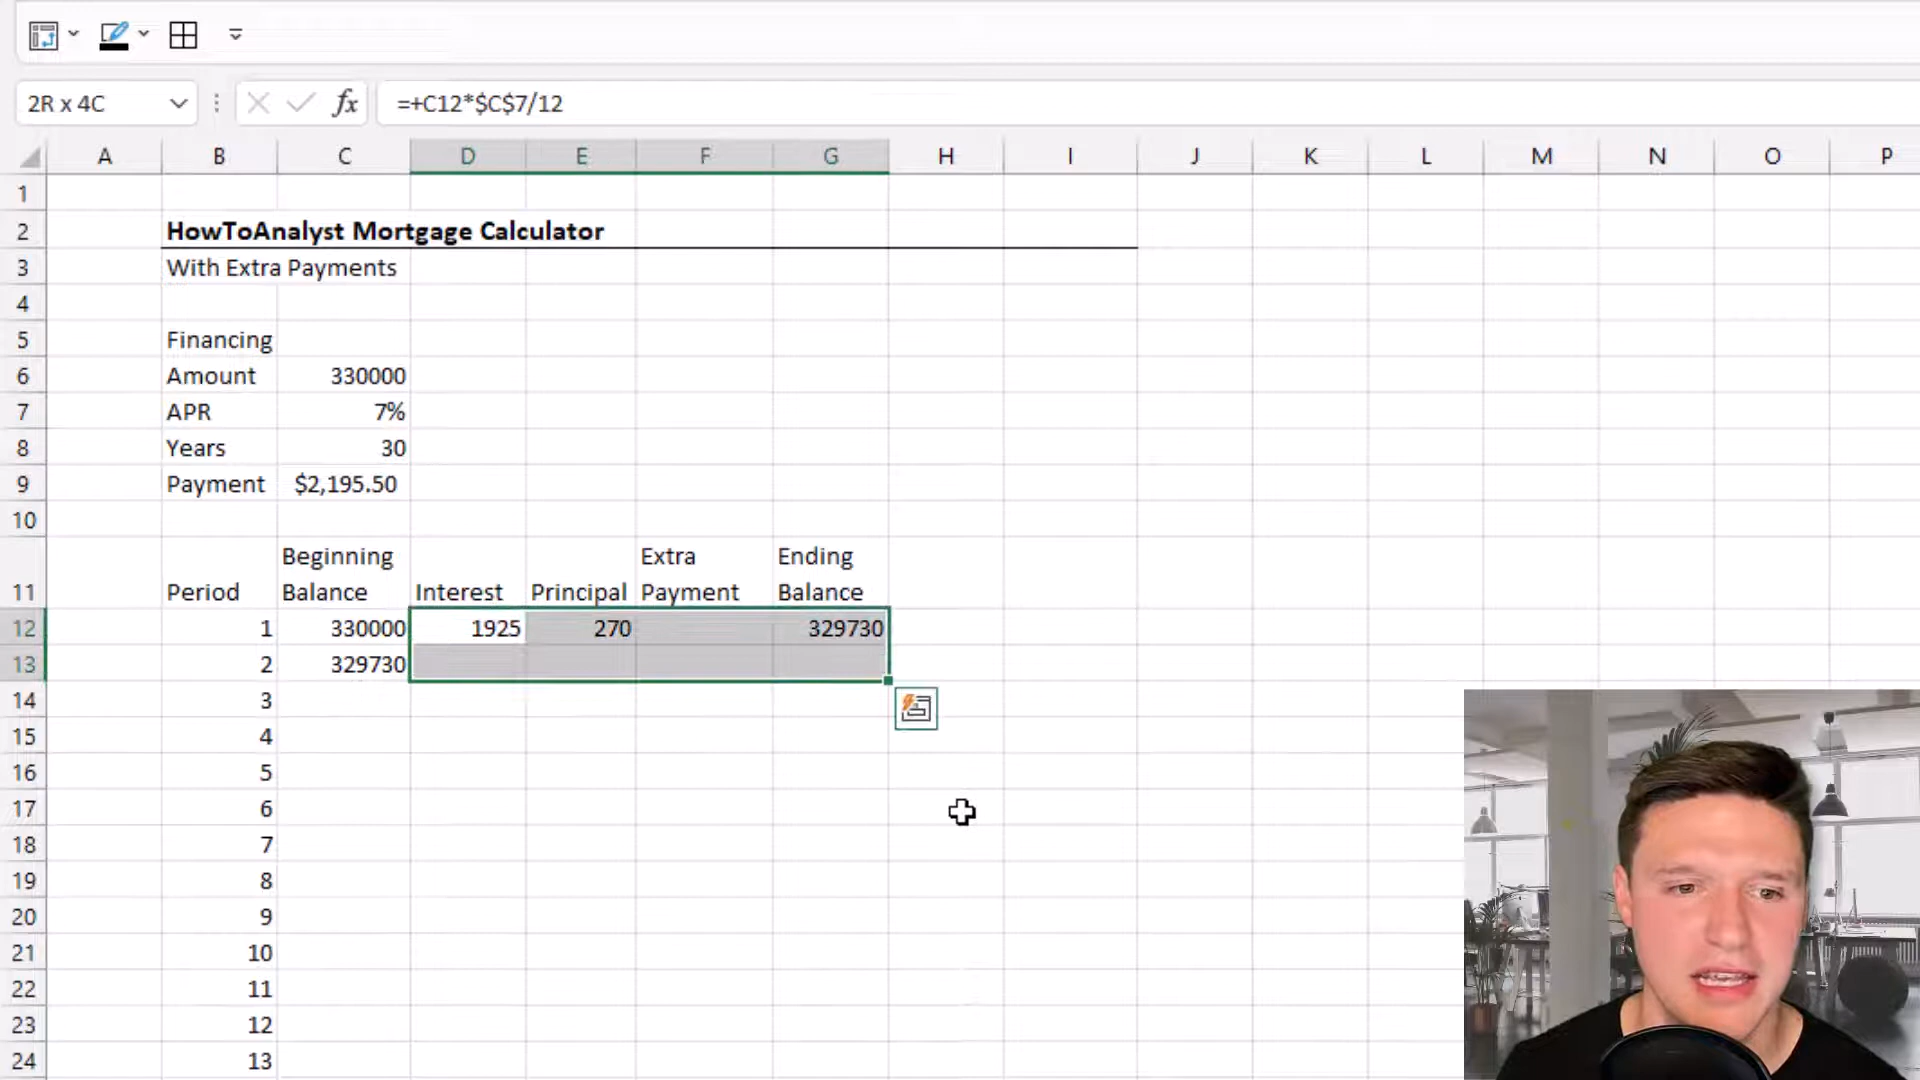 2R x 4C fx =+C12*$C$7/12
A B C D E F G H I J K L M N O P
1
2 HowToAnalyst Mortgage Calculator
3 With Extra Payments
4
5 Financing
6 Amount 330000
7 APR 7%
8 Years 30
9 Payment $2,195.50
10
Beginning Extra Ending
11 Period Balance Interest Principal Payment Balance
12 1 330000 1925 270 329730
13 2 329730
14 3
15 4
16 5
17 6
18 7
19 8
20 9
21 10
22 11
23 12
24 13